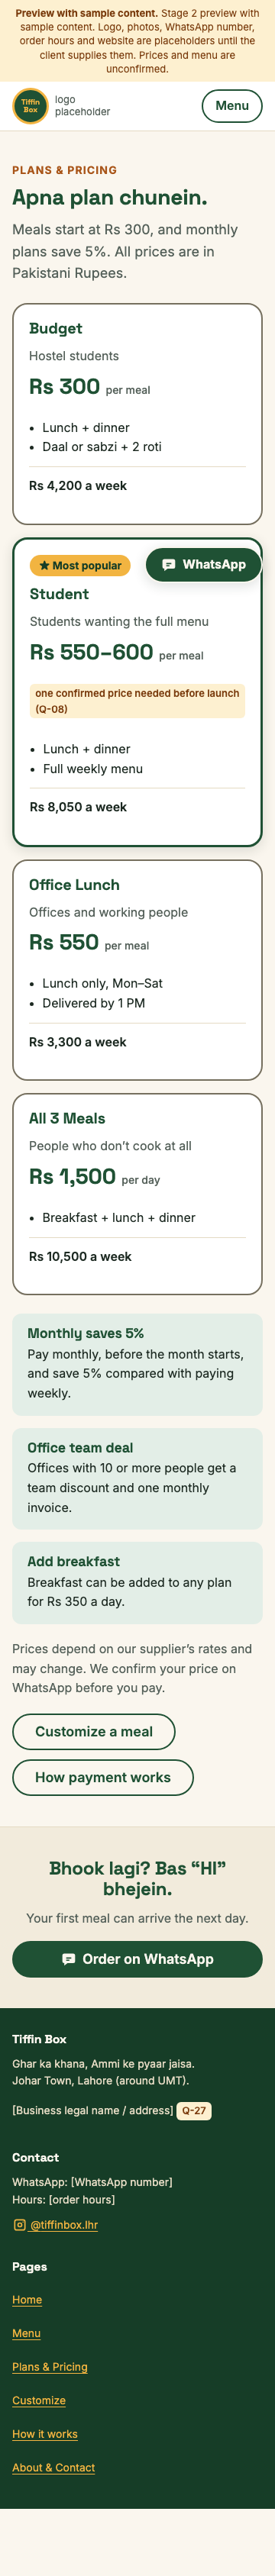 Preview with sample content. Stage 2 preview with
sample content. Logo, photos, WhatsApp number,
order hours and website are placeholders until the
client supplies them. Prices and menu are
unconfirmed.
Tiffin
Box
logo
placeholder
Menu
PLANS & PRICING
Apna plan chunein.
Meals start at Rs 300, and monthly
plans save 5%. All prices are in
Pakistani Rupees.
Budget
Hostel students
Rs 300 per meal
• Lunch + dinner
• Daal or sabzi + 2 roti
Rs 4,200 a week
★ Most popular
WhatsApp
Student
Students wanting the full menu
Rs 550–600 per meal
one confirmed price needed before launch
(Q-08)
• Lunch + dinner
• Full weekly menu
Rs 8,050 a week
Office Lunch
Offices and working people
Rs 550 per meal
• Lunch only, Mon–Sat
• Delivered by 1 PM
Rs 3,300 a week
All 3 Meals
People who don’t cook at all
Rs 1,500 per day
• Breakfast + lunch + dinner
Rs 10,500 a week
Monthly saves 5%
Pay monthly, before the month starts,
and save 5% compared with paying
weekly.
Office team deal
Offices with 10 or more people get a
team discount and one monthly
invoice.
Add breakfast
Breakfast can be added to any plan
for Rs 350 a day.
Prices depend on our supplier’s rates and
may change. We confirm your price on
WhatsApp before you pay.
Customize a meal
How payment works
Bhook lagi? Bas “HI”
bhejein.
Your first meal can arrive the next day.
Order on WhatsApp
Tiffin Box
Ghar ka khana, Ammi ke pyaar jaisa.
Johar Town, Lahore (around UMT).
[Business legal name / address] Q-27
Contact
WhatsApp: [WhatsApp number]
Hours: [order hours]
@tiffinbox.lhr
Pages
Home
Menu
Plans & Pricing
Customize
How it works
About & Contact